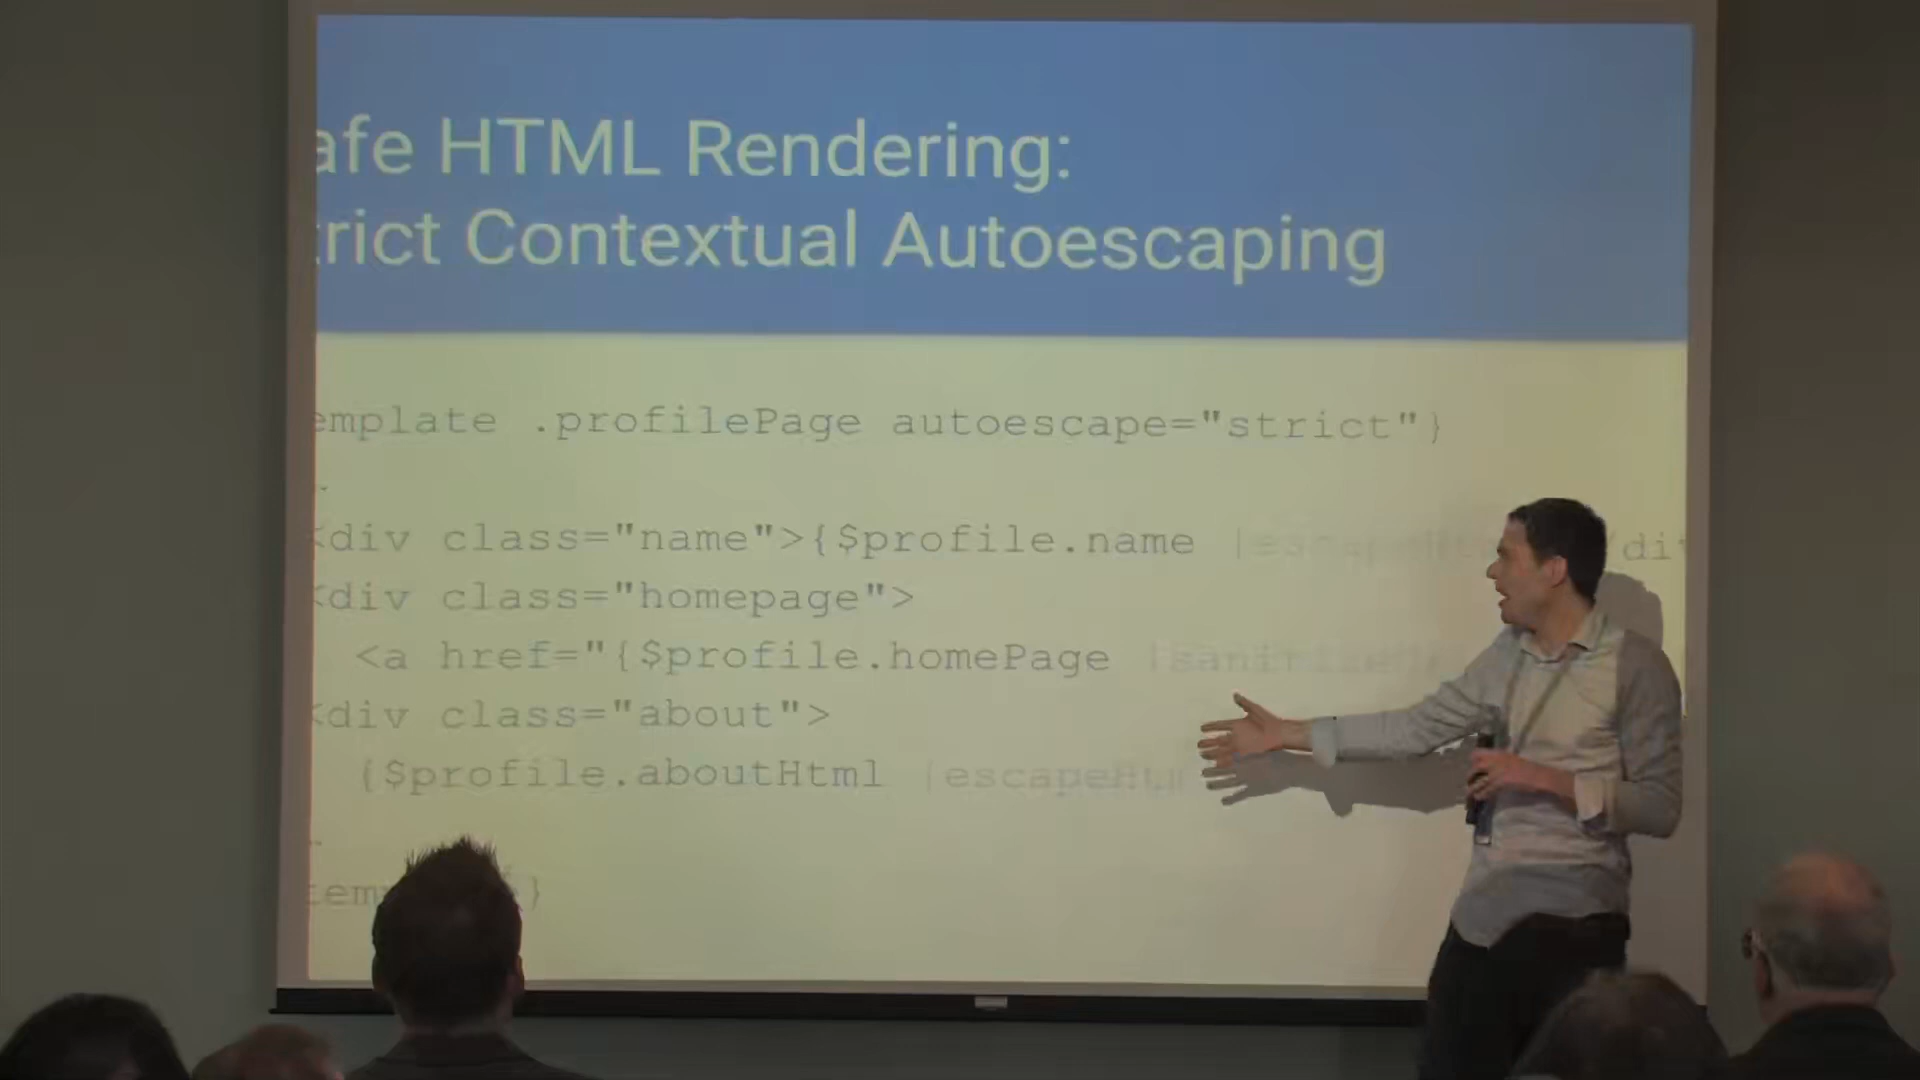 afe HTML Rendering:
rict Contextual Autoescaping
emplate .profilePage autoescape="strict"}
<div class="name">{$profile.name
<div class="homepage">
<a href="{$profile.homePage
<div class="about">
{$profile.aboutHtml |escapeHt